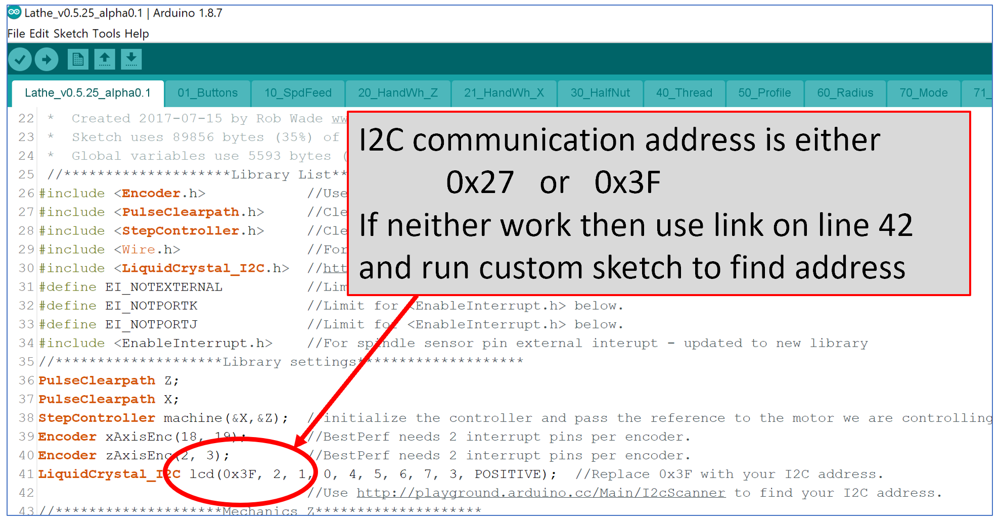 Lathe_v0.5.25_alpha0.1 | Arduino 1.8.7
File Edit Sketch Tools Help
Lathe_v0.5.25_alpha0.1 01_Buttons 10_SpdFeed 20_HandWh_Z 21_HandWh_X 30_HalfNut 40_Thread 50_Profile 60_Radius 70_Mode 71_
I2C communication address is either
0x27 or 0x3F
If neither work then use link on line 42
and run custom sketch to find address
22 * Created 2017-07-15 by Rob Wade
23 * Sketch uses 89856 bytes (35%) of
24 * Global variables use 5593 bytes (
25 //********************Library List**
26 #include <Encoder.h> //Use
27 #include <PulseClearpath.h> //Cle
28 #include <StepController.h> //Cle
29 #include <Wire.h> //For
30 #include <LiquidCrystal_I2C.h> //htt
31 #define EI_NOTEXTERNAL //Lim
32 #define EI_NOTPORTK //Limit for <EnableInterrupt.h> below.
33 #define EI_NOTPORTJ //Limit for <EnableInterrupt.h> below.
34 #include <EnableInterrupt.h> //For spindle sensor pin external interupt - updated to new library
35 //********************Library settings********************
36 PulseClearpath Z;
37 PulseClearpath X;
38 StepController machine(&X,&Z); //initialize the controller and pass the reference to the motor we are controlling
39 Encoder xAxisEnc(18, 19); //BestPerf needs 2 interrupt pins per encoder.
40 Encoder zAxisEnc(2, 3); //BestPerf needs 2 interrupt pins per encoder.
41 LiquidCrystal_I2C lcd(0x3F, 2, 1, 0, 4, 5, 6, 7, 3, POSITIVE); //Replace 0x3F with your I2C address.
42 //Use http://playground.arduino.cc/Main/I2cScanner to find your I2C address.
43 //********************Mechanics Z********************